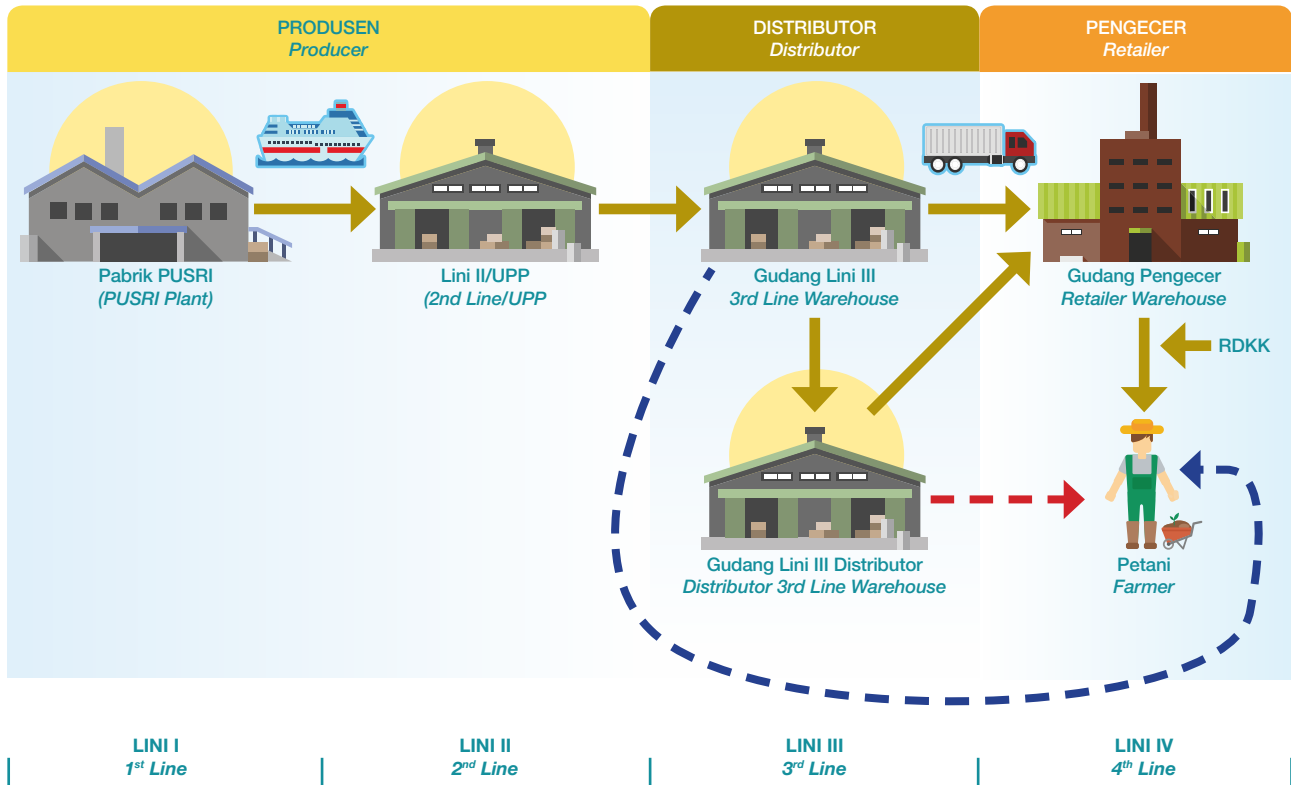 PRODUSEN
Producer
DISTRIBUTOR
Distributor
PENGECER
Retailer
Pabrik PUSRI
(PUSRI Plant)
Lini II/UPP
(2nd Line/UPP
Gudang Lini III
3rd Line Warehouse
Gudang Pengecer
Retailer Warehouse
RDKK
Gudang Lini III Distributor
Distributor 3rd Line Warehouse
Petani
Farmer
LINI I
1st Line
LINI II
2nd Line
LINI III
3rd Line
LINI IV
4th Line